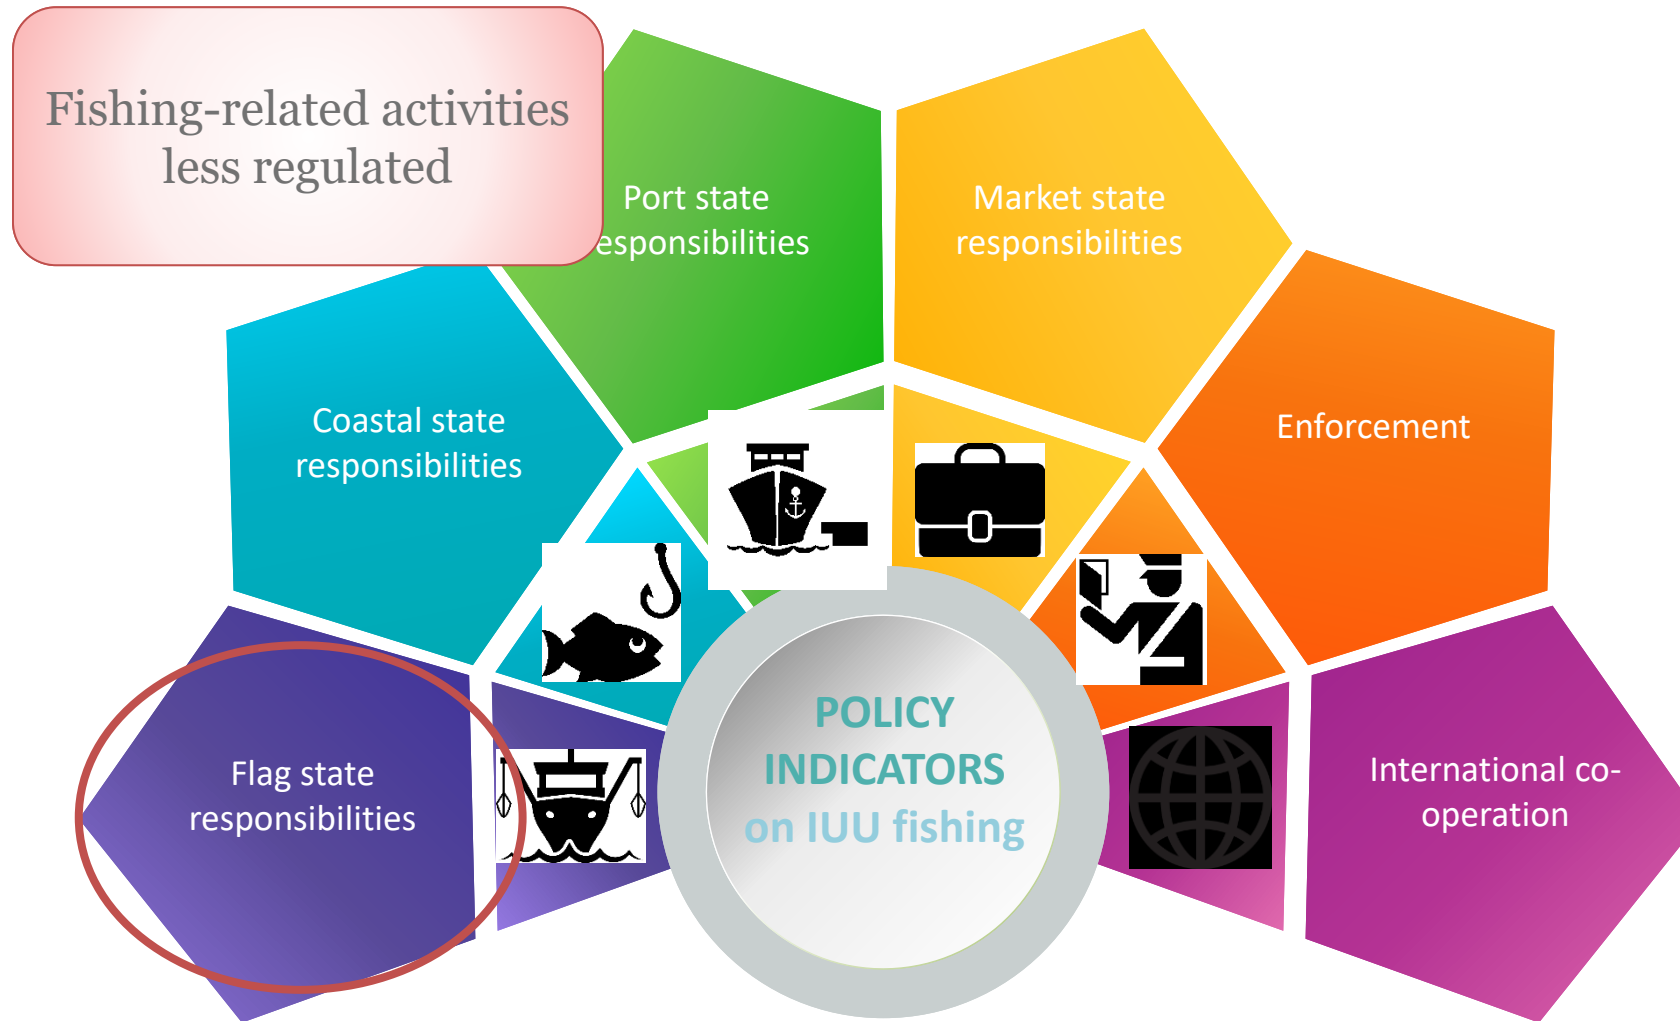 Fishing-related activities
less regulated
Port state
esponsibilities
Market state
responsibilities
Coastal state
responsibilities
Enforcement
Flag state
responsibilities
International co-
operation
POLICY
INDICATORS
on IUU fishing